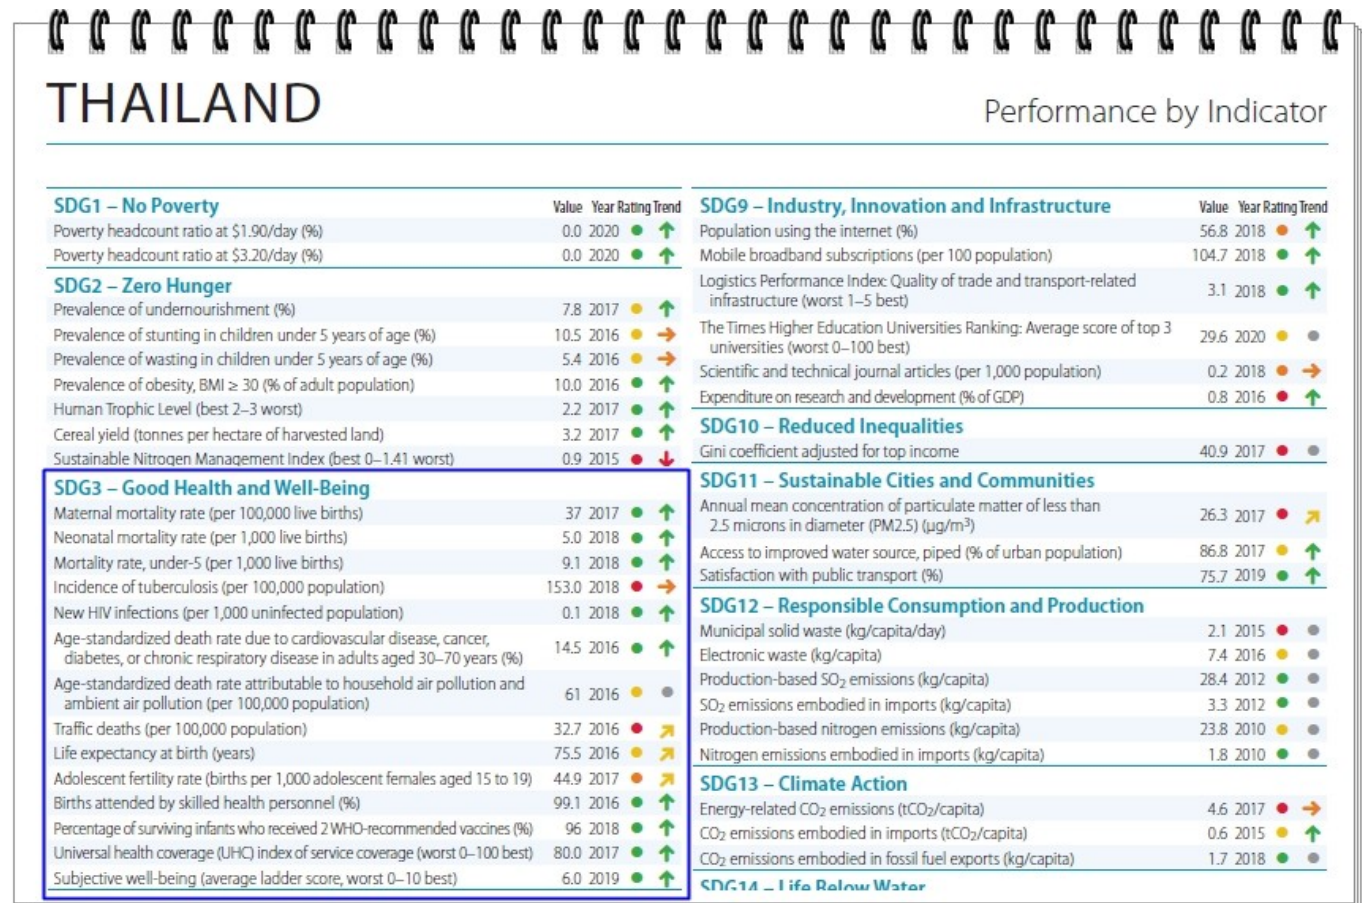 THAILAND
Performance by Indicator
SDG1 – No Poverty Value Year Rating Trend
Poverty headcount ratio at $1.90/day (%) 0.0 2020
Poverty headcount ratio at $3.20/day (%) 0.0 2020
SDG2 – Zero Hunger
Prevalence of undernourishment (%) 7.8 2017
Prevalence of stunting in children under 5 years of age (%) 10.5 2016
Prevalence of wasting in children under 5 years of age (%) 5.4 2016
Prevalence of obesity, BMI ≥ 30 (% of adult population) 10.0 2016
Human Trophic Level (best 2–3 worst) 2.2 2017
Cereal yield (tonnes per hectare of harvested land) 3.2 2017
Sustainable Nitrogen Management Index (best 0–1.41 worst) 0.9 2015
SDG3 – Good Health and Well-Being
Maternal mortality rate (per 100,000 live births) 37 2017
Neonatal mortality rate (per 1,000 live births) 5.0 2018
Mortality rate, under-5 (per 1,000 live births) 9.1 2018
Incidence of tuberculosis (per 100,000 population) 153.0 2018
New HIV infections (per 1,000 uninfected population) 0.1 2018
Age-standardized death rate due to cardiovascular disease, cancer,
diabetes, or chronic respiratory disease in adults aged 30–70 years (%) 14.5 2016
Age-standardized death rate attributable to household air pollution and
ambient air pollution (per 100,000 population) 61 2016
Traffic deaths (per 100,000 population) 32.7 2016
Life expectancy at birth (years) 75.5 2016
Adolescent fertility rate (births per 1,000 adolescent females aged 15 to 19) 44.9 2017
Births attended by skilled health personnel (%) 99.1 2016
Percentage of surviving infants who received 2 WHO-recommended vaccines (%) 96 2018
Universal health coverage (UHC) index of service coverage (worst 0–100 best) 80.0 2017
Subjective well-being (average ladder score, worst 0–10 best) 6.0 2019
SDG9 – Industry, Innovation and Infrastructure Value Year Rating Trend
Population using the internet (%) 56.8 2018
Mobile broadband subscriptions (per 100 population) 104.7 2018
Logistics Performance Index: Quality of trade and transport-related
infrastructure (worst 1–5 best) 3.1 2018
The Times Higher Education Universities Ranking: Average score of top 3
universities (worst 0–100 best) 29.6 2020
Scientific and technical journal articles (per 1,000 population) 0.2 2018
Expenditure on research and development (% of GDP) 0.8 2016
SDG10 – Reduced Inequalities
Gini coefficient adjusted for top income 40.9 2017
SDG11 – Sustainable Cities and Communities
Annual mean concentration of particulate matter of less than
2.5 microns in diameter (PM2.5) (μg/m³) 26.3 2017
Access to improved water source, piped (% of urban population) 86.8 2017
Satisfaction with public transport (%) 75.7 2019
SDG12 – Responsible Consumption and Production
Municipal solid waste (kg/capita/day) 2.1 2015
Electronic waste (kg/capita) 7.4 2016
Production-based SO₂ emissions (kg/capita) 28.4 2012
SO₂ emissions embodied in imports (kg/capita) 3.3 2012
Production-based nitrogen emissions (kg/capita) 23.8 2010
Nitrogen emissions embodied in imports (kg/capita) 1.8 2010
SDG13 – Climate Action
Energy-related CO₂ emissions (tCO₂/capita) 4.6 2017
CO₂ emissions embodied in imports (tCO₂/capita) 0.6 2015
CO₂ emissions embodied in fossil fuel exports (kg/capita) 1.7 2018
SDG14 – Life Below Water